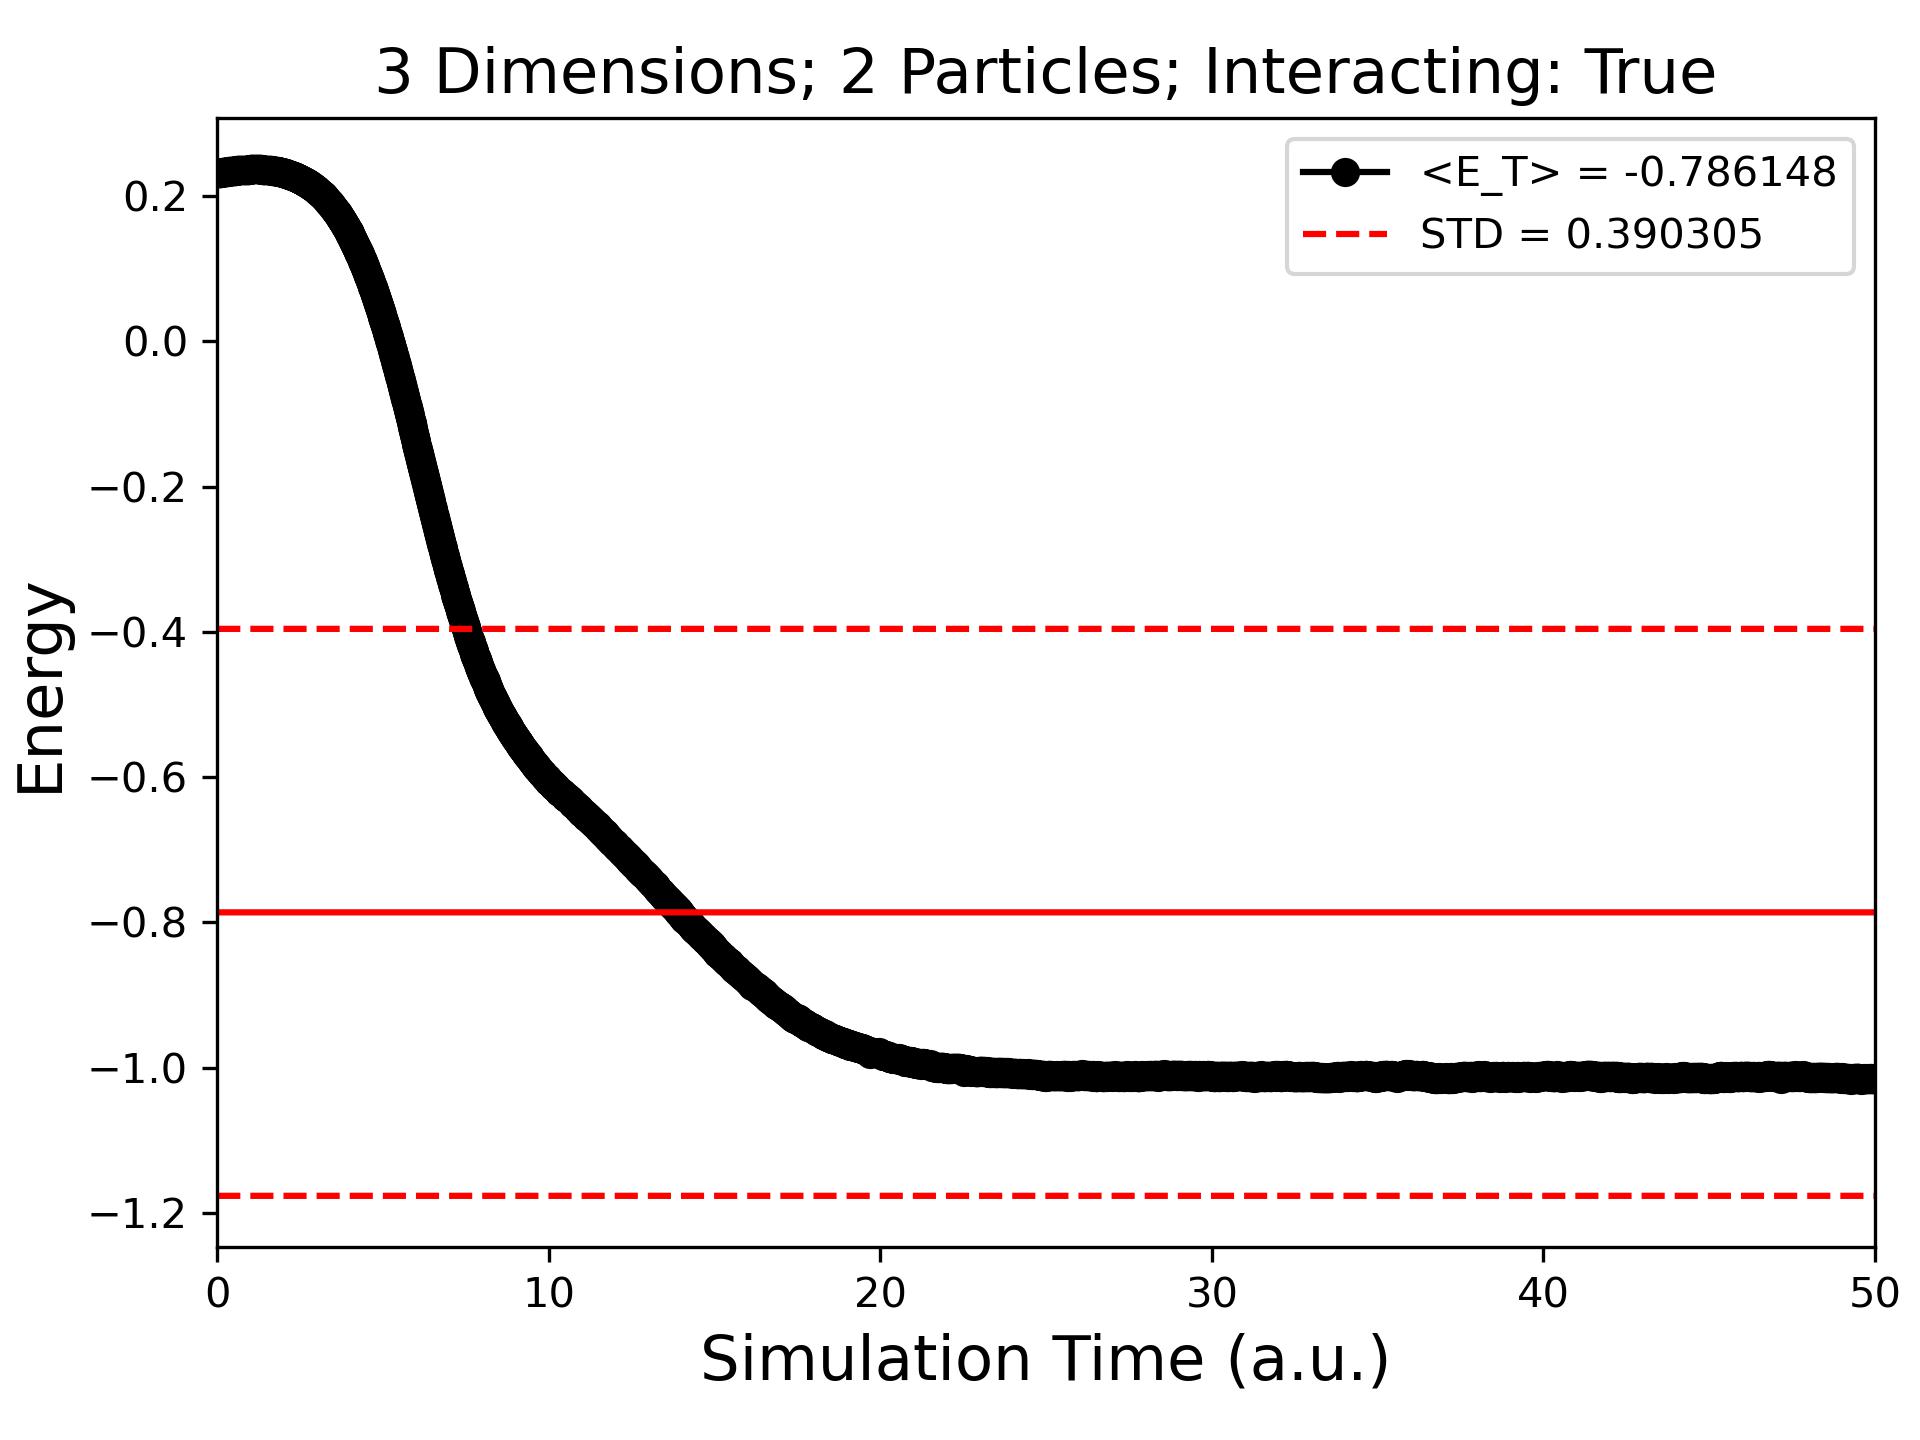 3 Dimensions; 2 Particles; Interacting: True
<E_T> = -0.786148
STD = 0.390305
Energy
0.2
0.0
−0.2
−0.4
−0.6
−0.8
−1.0
−1.2
0 10 20 30 40 50
Simulation Time (a.u.)